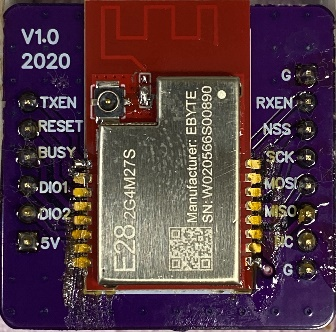 V1.0
2020
TXEN
RESET
BUSY
DIO1
DIO2
5V
E28-2G4M27S
Manufacturer: EBYTE
SN: W020566S00890
G
RXEN
NSS
SCK
MOSI
MISO
NC
G